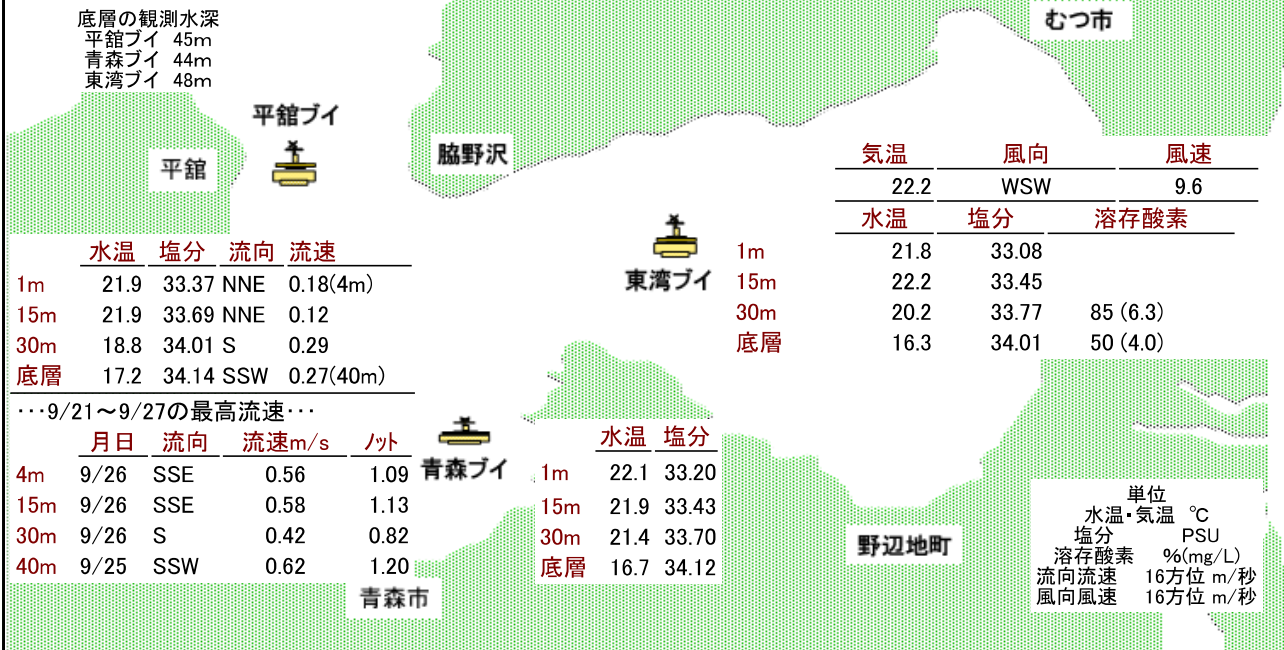 底層の観測水深
平舘ブイ 45m
青森ブイ 44m
東湾ブイ 48m
むつ市
平舘ブイ
平舘
脇野沢
東湾ブイ
気温 風向 風速
22.2 WSW 9.6
水温 塩分 溶存酸素
1m 21.8 33.08
15m 22.2 33.45
30m 20.2 33.77 85 (6.3)
底層 16.3 34.01 50 (4.0)
水温 塩分 流向 流速
1m 21.9 33.37 NNE 0.18(4m)
15m 21.9 33.69 NNE 0.12
30m 18.8 34.01 S 0.29
底層 17.2 34.14 SSW 0.27(40m)
･･･9/21～9/27の最高流速･･･
月日 流向 流速m/s ﾉｯﾄ
4m 9/26 SSE 0.56 1.09
15m 9/26 SSE 0.58 1.13
30m 9/26 S 0.42 0.82
40m 9/25 SSW 0.62 1.20
青森ブイ
水温 塩分
1m 22.1 33.20
15m 21.9 33.43
30m 21.4 33.70
底層 16.7 34.12
青森市
野辺地町
単位
水温･気温 ℃
塩分 PSU
溶存酸素 %(mg/L)
流向流速 16方位 m/秒
風向風速 16方位 m/秒